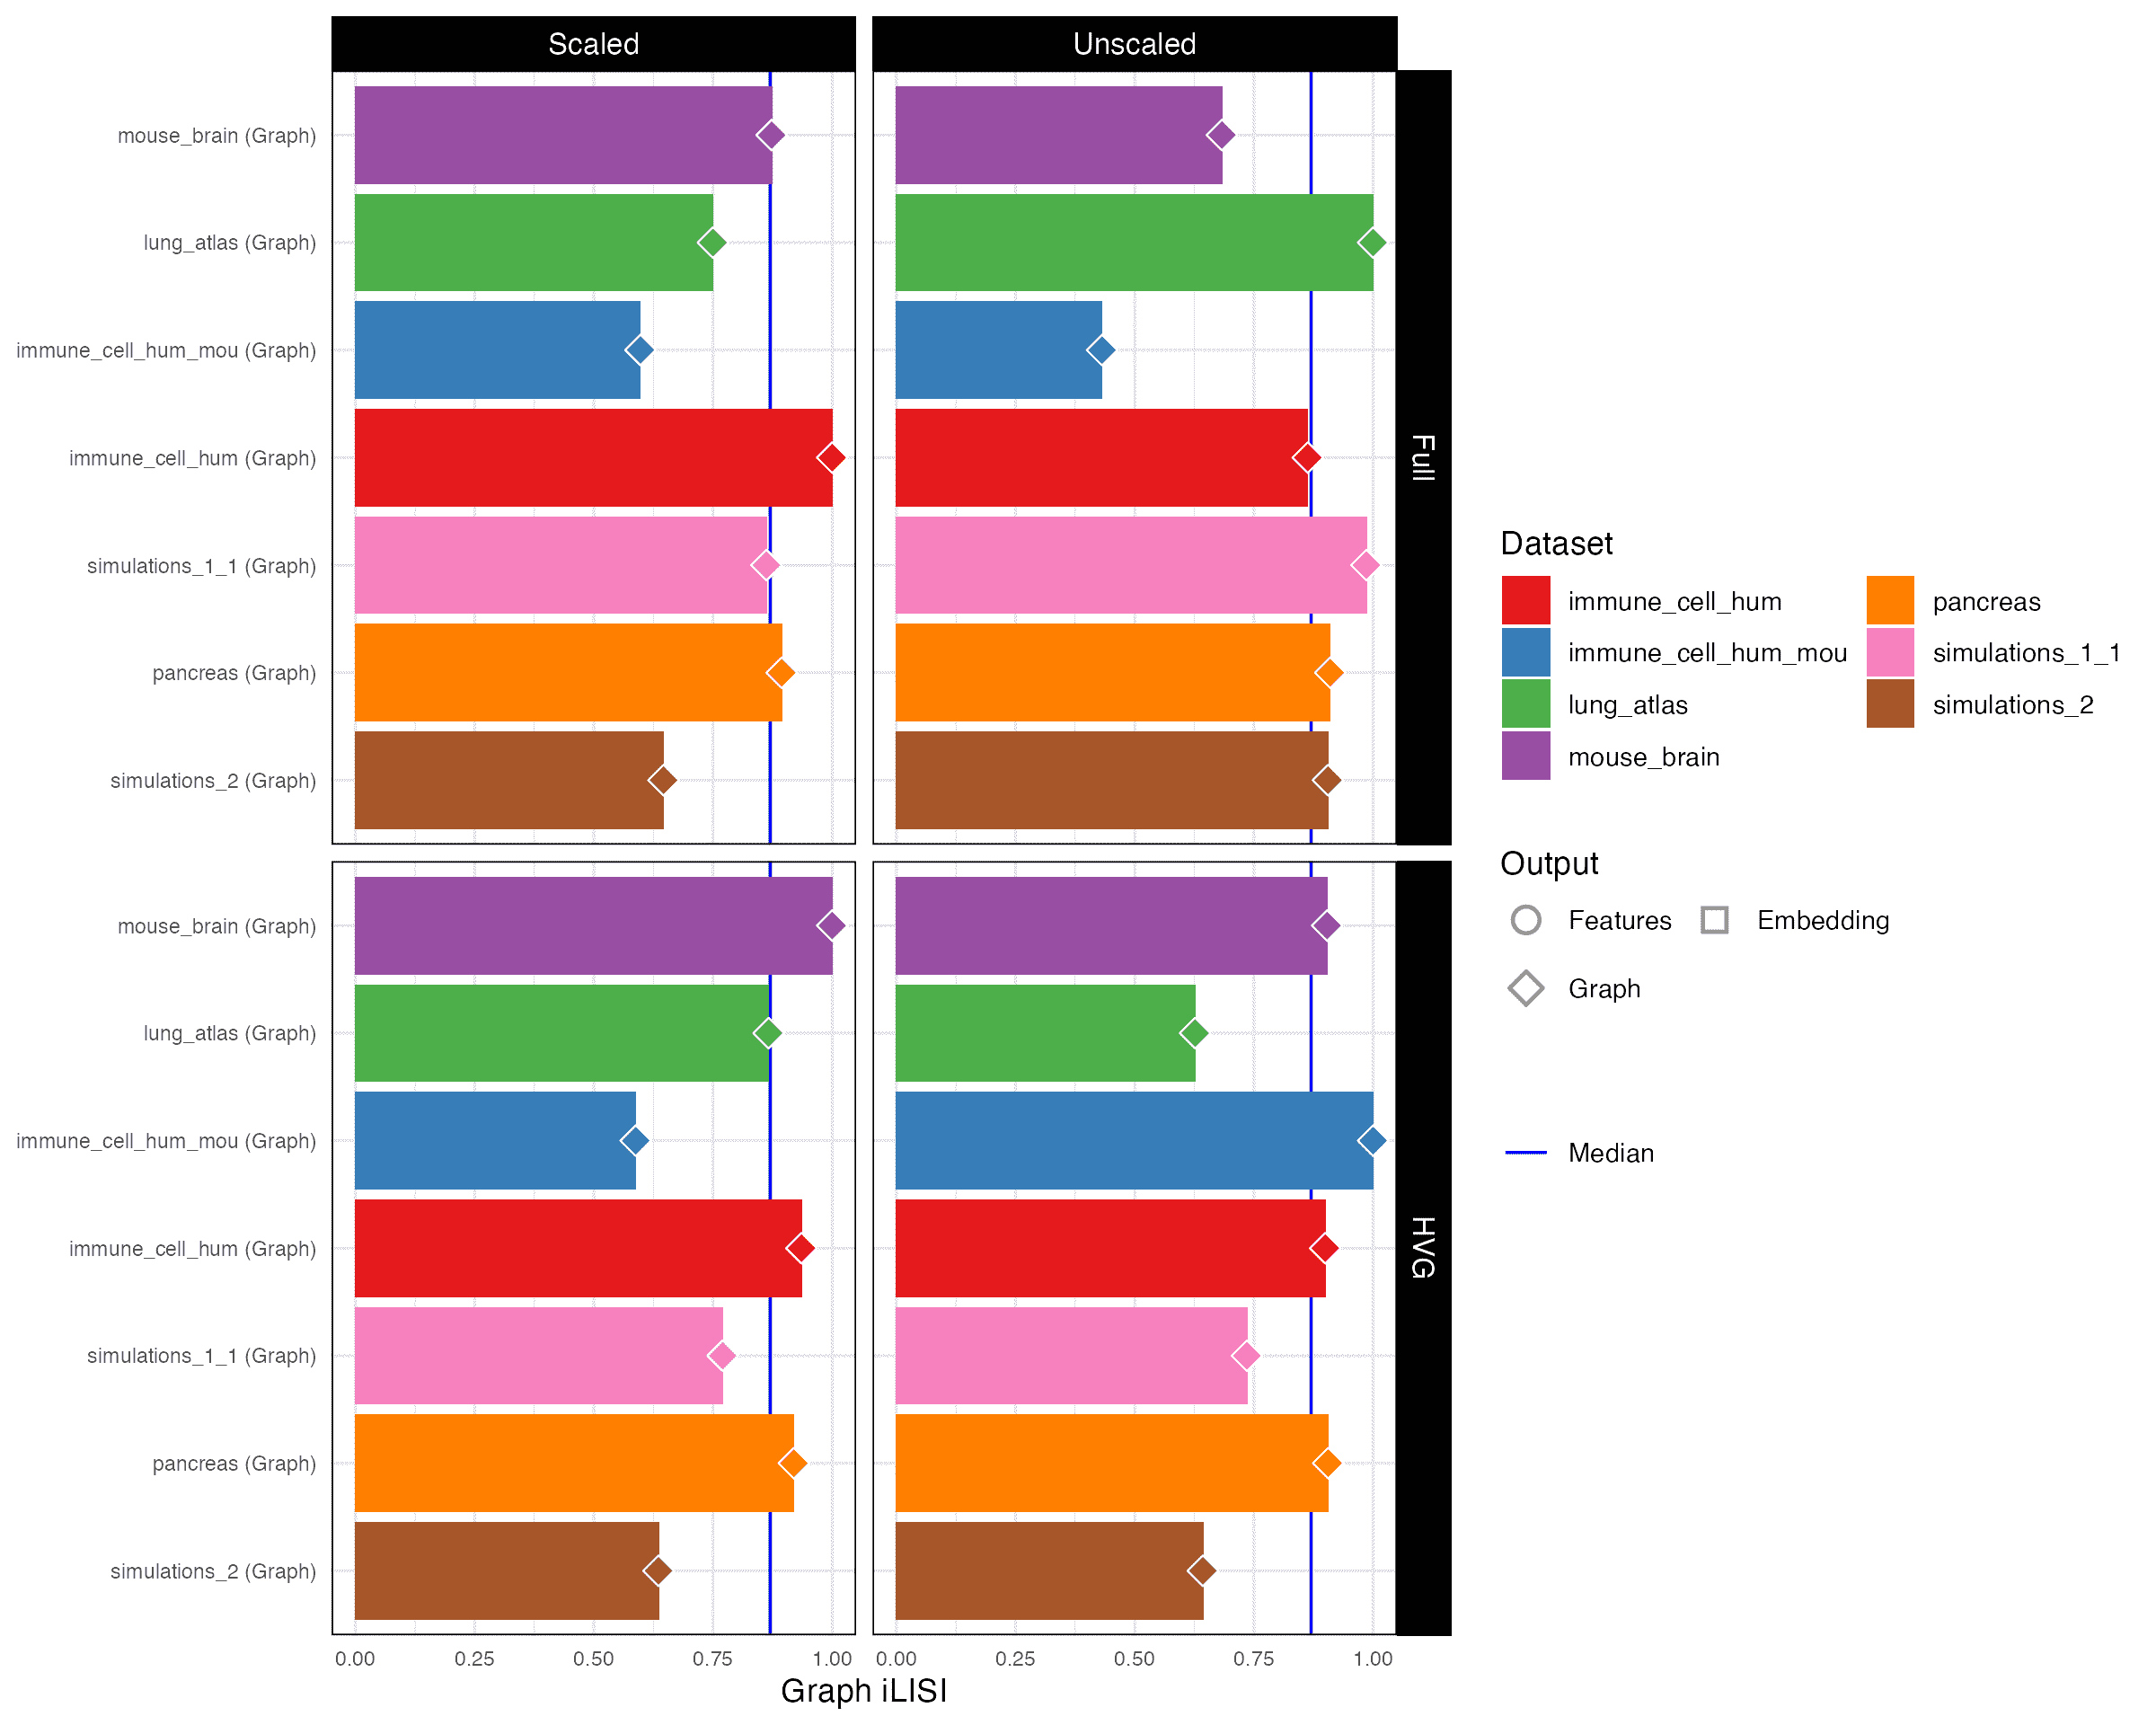 Scaled
Unscaled
mouse_brain (Graph)
lung_atlas (Graph)
immune_cell_hum_mou (Graph)
immune_cell_hum (Graph)
simulations_1_1 (Graph)
pancreas (Graph)
simulations_2 (Graph)
Full
mouse_brain (Graph)
lung_atlas (Graph)
immune_cell_hum_mou (Graph)
immune_cell_hum (Graph)
simulations_1_1 (Graph)
pancreas (Graph)
simulations_2 (Graph)
HVG
0.00 0.25 0.50 0.75 1.00
0.00 0.25 0.50 0.75 1.00
Graph iLISI
Dataset
immune_cell_hum
immune_cell_hum_mou
lung_atlas
mouse_brain
pancreas
simulations_1_1
simulations_2
Output
Features
Embedding
Graph
Median